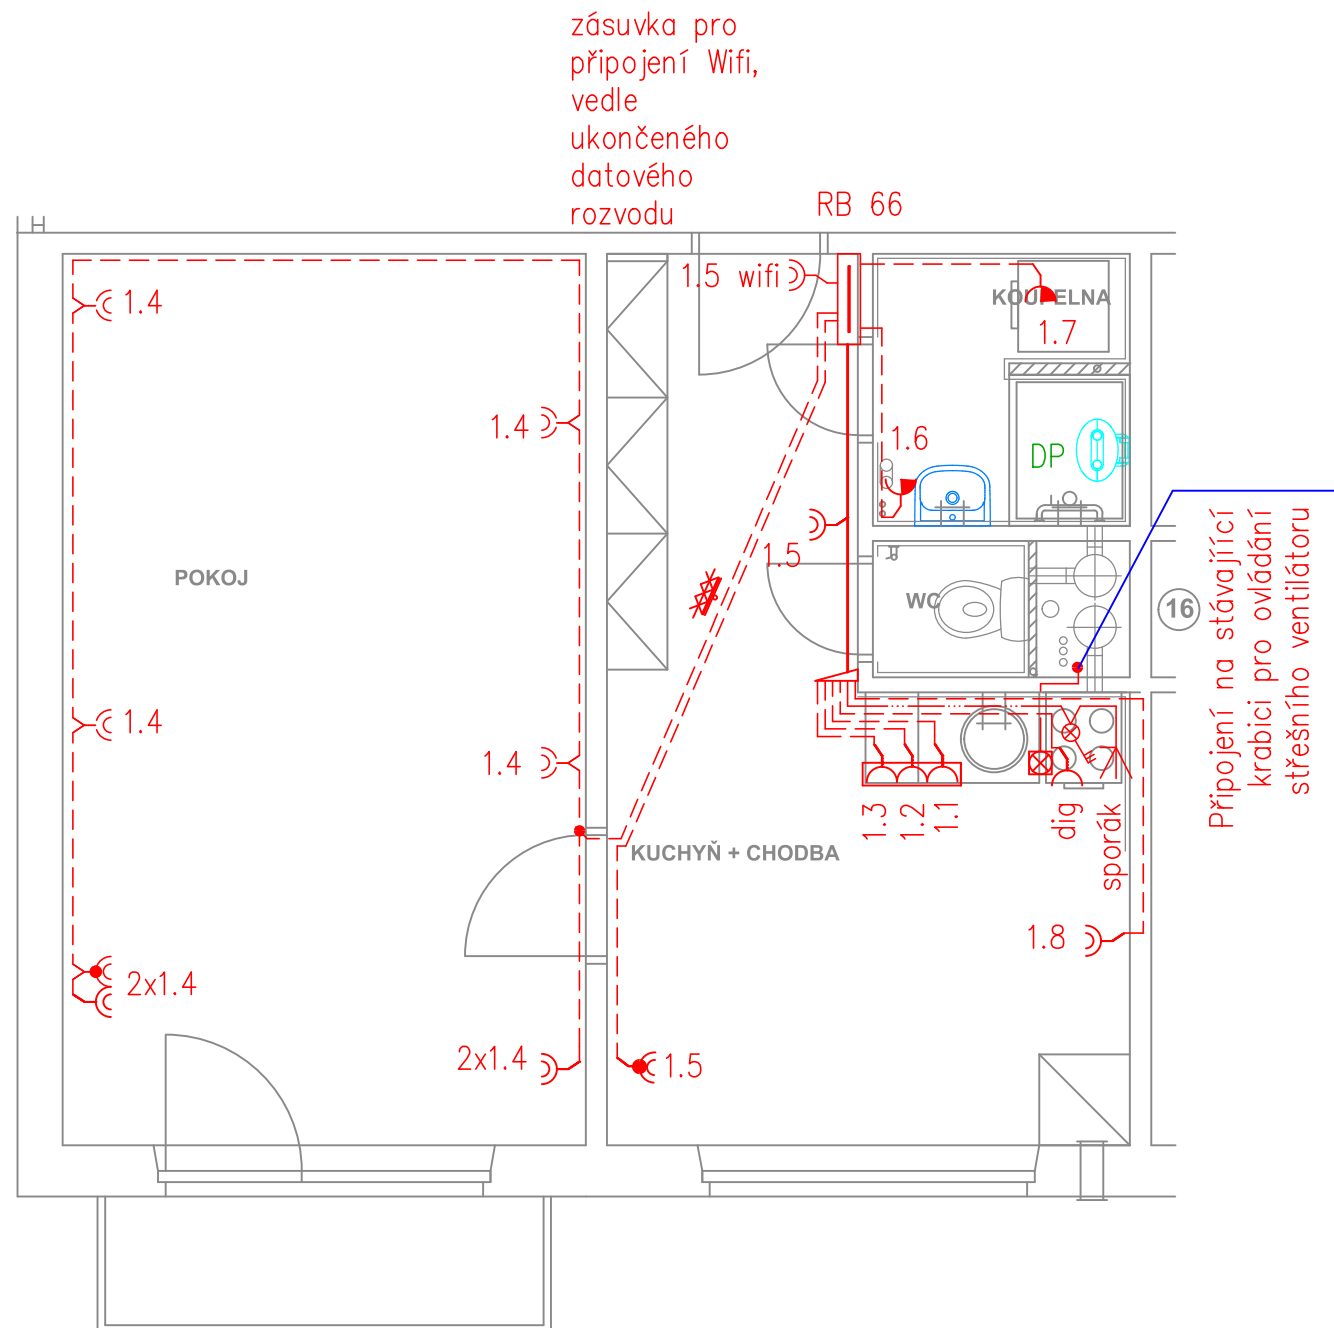 zásuvka pro
připojení Wifi,
vedle
ukončeného
datového
rozvodu
RB 66
1.5 wifi
KOUPELNA
1.7
1.4
1.4
1.6
DP
Připojení na stávající
krabici pro ovládání
střešního ventilátoru
1.5
POKOJ
WC
16
1.4
1.4
1.3
1.2
1.1
dig
sporák
KUCHYŇ + CHODBA
1.8
2x1.4
2x1.4
1.5